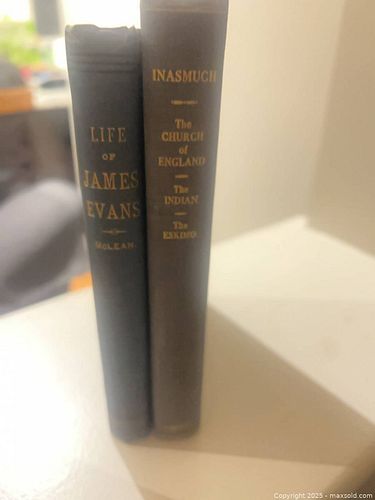 LIFE
OF
JAMES
EVANS
McLEAN.
INASMUCH
The
CHURCH
of
ENGLAND
The
INDIAN
The
ESKIMO.
Copyright 2025 - maxsold.com